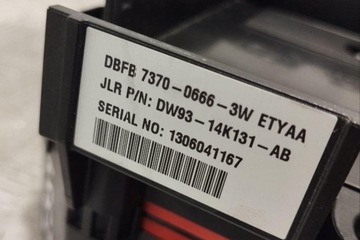 DBFB 7370-0666-3W ETYAA
JLR P/N: DW93-14K131-AB
SERIAL NO: 1306041167